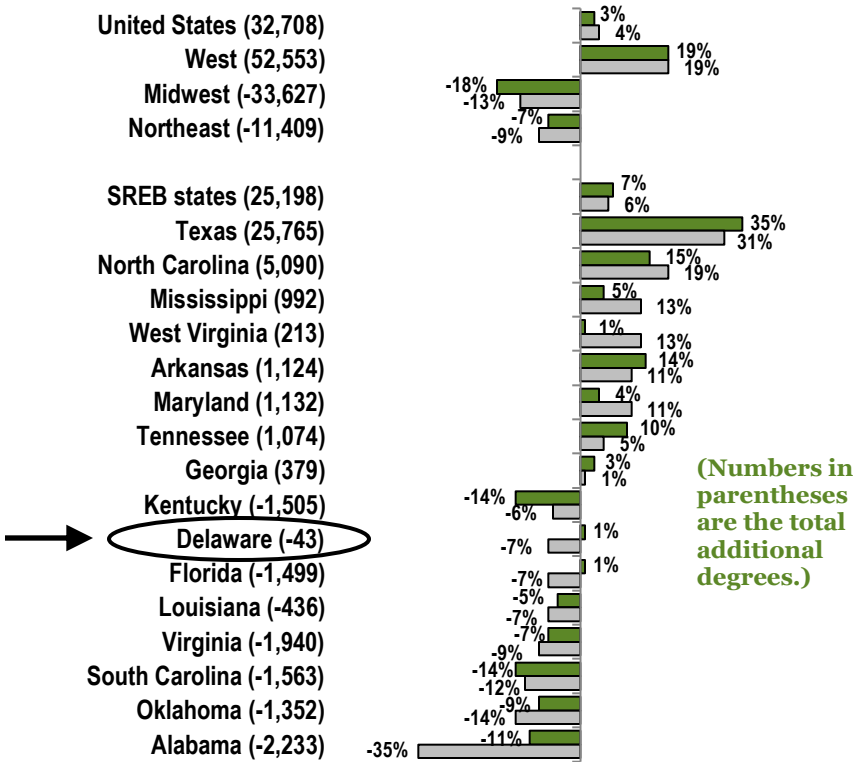 United States (32,708) 3%
4%
West (52,553) 19%
19%
Midwest (-33,627) -18%
-13%
Northeast (-11,409) -7%
-9%
SREB states (25,198) 7%
6%
Texas (25,765) 35%
31%
North Carolina (5,090) 15%
19%
Mississippi (992) 5%
13%
West Virginia (213) 1%
13%
Arkansas (1,124) 14%
11%
Maryland (1,132) 4%
11%
Tennessee (1,074) 10%
5%
Georgia (379) 3%
1%
Kentucky (-1,505) -14%
-6%
Delaware (-43) 1%
-7%
Florida (-1,499) 1%
-7%
Louisiana (-436) -5%
-7%
Virginia (-1,940) -7%
-9%
South Carolina (-1,563) -14%
-12%
Oklahoma (-1,352) -9%
-14%
Alabama (-2,233) -11%
-35%
(Numbers in
parentheses
are the total
additional
degrees.)